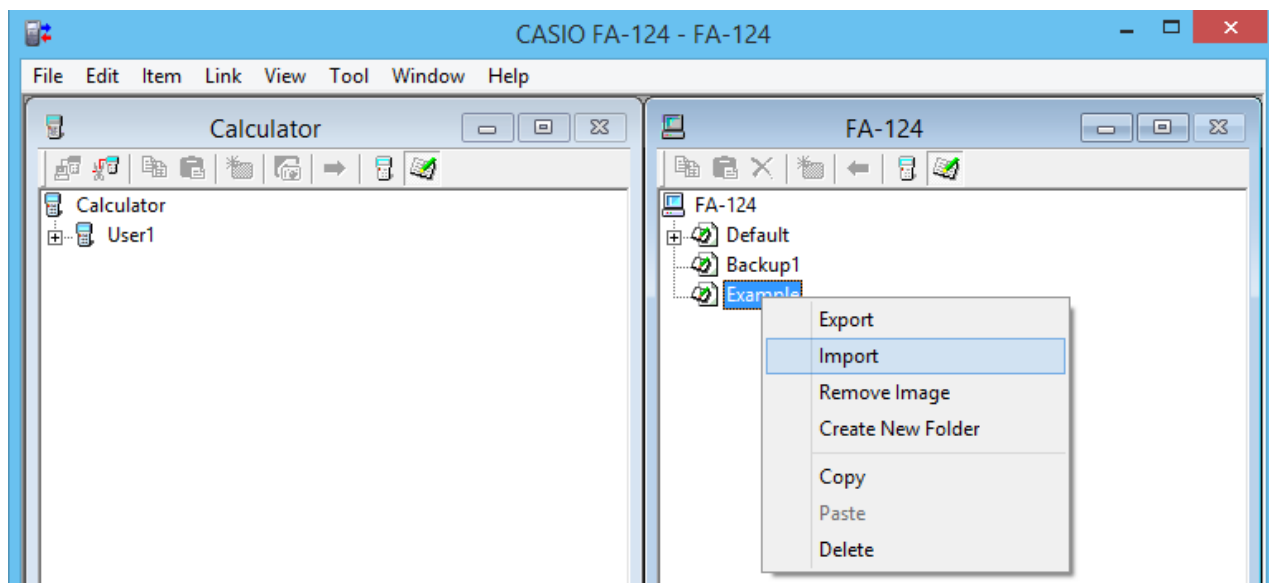 CASIO FA-124 - FA-124
File Edit Item Link View Tool Window Help
Calculator
FA-124
Calculator
User1
FA-124
Default
Backup1
Example
Export
Import
Remove Image
Create New Folder
Copy
Paste
Delete